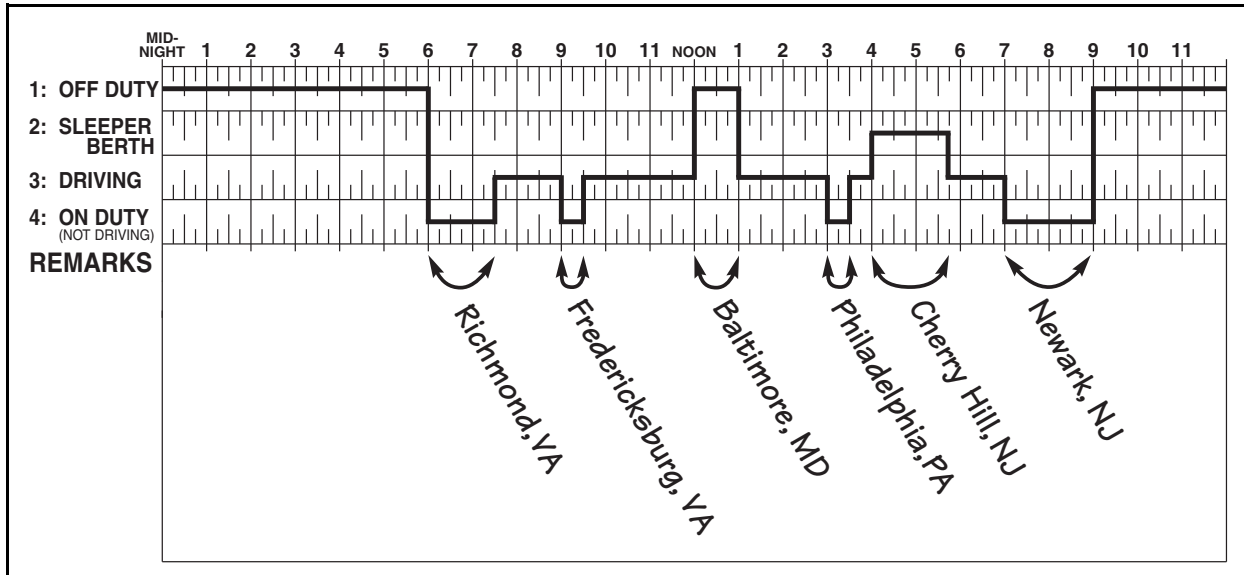 MID-
NIGHT 1 2 3 4 5 6 7 8 9 10 11 NOON 1 2 3 4 5 6 7 8 9 10 11
1: OFF DUTY
2: SLEEPER
BERTH
3: DRIVING
4: ON DUTY
(NOT DRIVING)
REMARKS
Richmond, VA
Fredericksburg, VA
Baltimore, MD
Philadelphia, PA
Cherry Hill, NJ
Newark, NJ